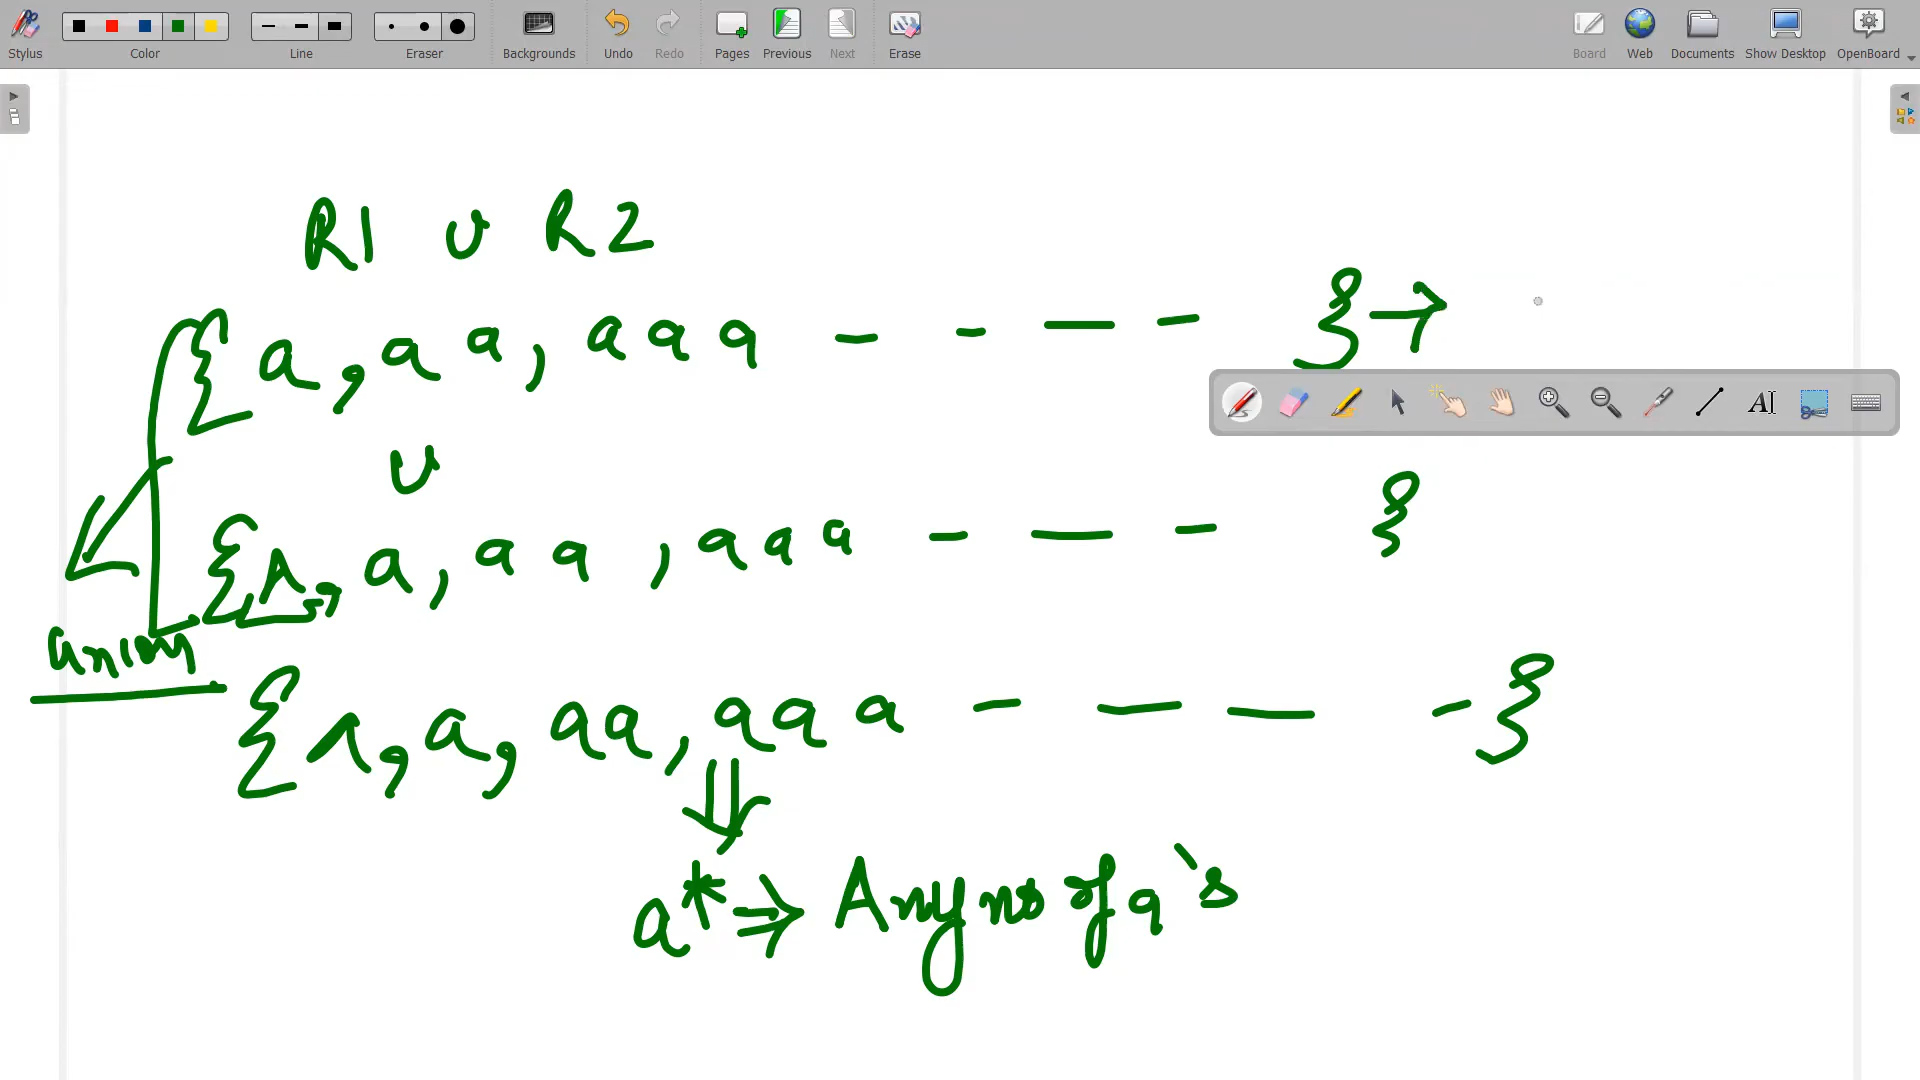 Stylus Color Line Eraser Backgrounds Undo Redo Pages Previous Next Erase Board Web Documents Show Desktop OpenBoard
R1 ∪ R2
{ a, aa, aaa - - - - } →
∪
{ Λ, a, aa, aaa - - - }
union
{ Λ, a, aa, aaa - - - - }
⇓
a* ⇒ Any no of a's